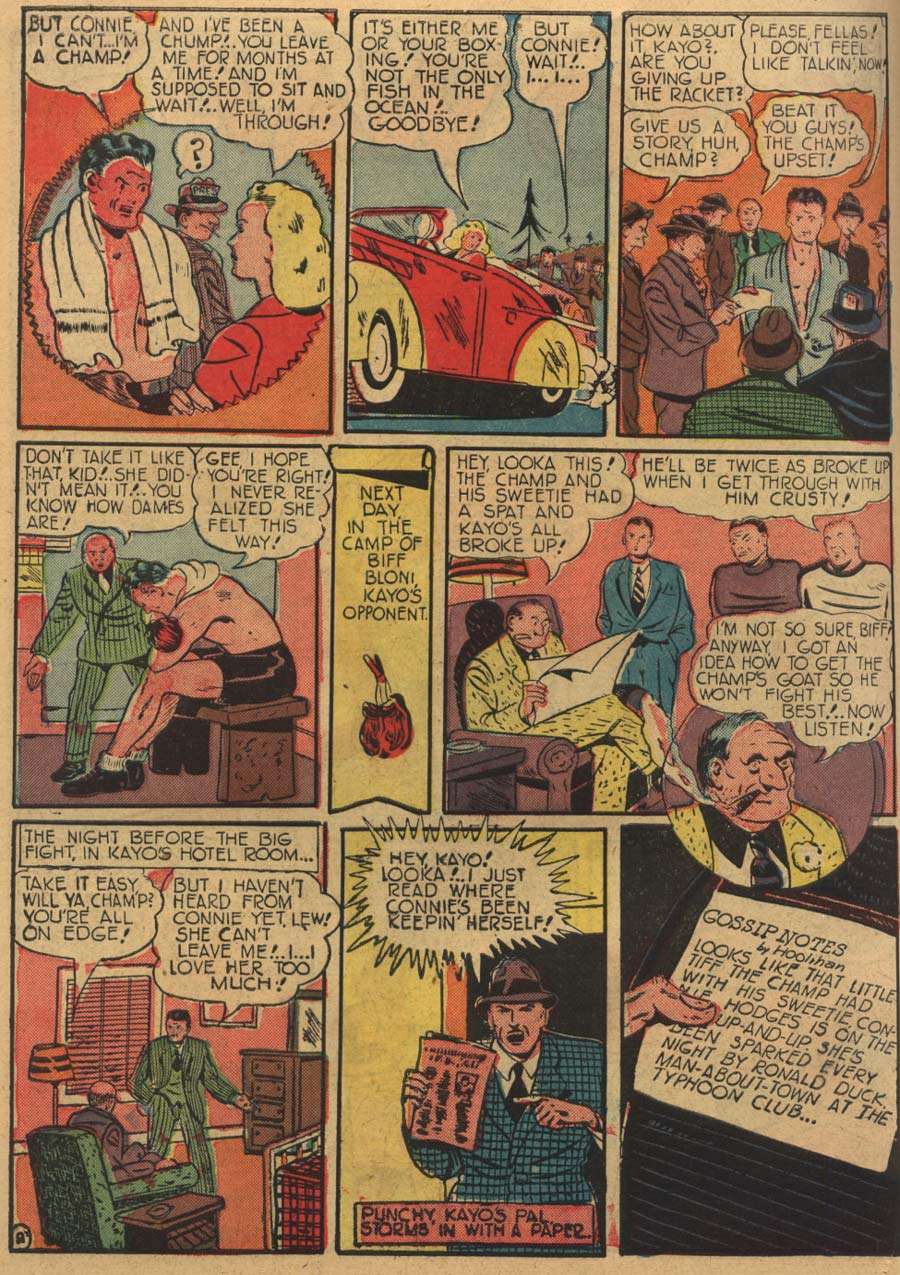 BUT CONNIE,
I CAN'T...I'M
A CHAMP!
AND I'VE BEEN A
CHUMP!..YOU LEAVE
ME FOR MONTHS AT
A TIME! AND I'M
SUPPOSED TO SIT AND
WAIT!..WELL, I'M
THROUGH!
?
PRESS
IT'S EITHER ME
OR YOUR BOX-
ING! YOU'RE
NOT THE ONLY
FISH IN THE
OCEAN!..
GOODBYE!
BUT
CONNIE!
WAIT!..
I...I...
HOW ABOUT
IT KAYO?.
ARE YOU
GIVING UP
THE RACKET?
PLEASE, FELLAS!
I DON'T FEEL
LIKE TALKIN', NOW!
GIVE US A
STORY, HUH,
CHAMP?
BEAT IT
YOU GUYS!
THE CHAMP'S
UPSET!
DON'T TAKE IT LIKE
THAT, KID!..SHE DID-
N'T MEAN IT!..YOU
KNOW HOW DAMES
ARE!
GEE I HOPE
YOU'RE RIGHT!
I NEVER RE-
ALIZED SHE
FELT THIS
WAY!
NEXT
DAY,
IN THE
CAMP OF
BIFF
BLONI,
KAYO'S
OPPONENT.
HEY, LOOKA THIS!
THE CHAMP AND
HIS SWEETIE HAD
A SPAT AND
KAYO'S ALL
BROKE UP!
HE'LL BE TWICE AS BROKE UP
WHEN I GET THROUGH WITH
HIM CRUSTY!
I'M NOT SO SURE, BIFF!
ANYWAY, I GOT AN
IDEA HOW TO GET THE
CHAMP'S GOAT SO HE
WON'T FIGHT HIS
BEST!..NOW
LISTEN!
THE NIGHT BEFORE THE BIG
FIGHT, IN KAYO'S HOTEL ROOM...
TAKE IT EASY
WILL YA, CHAMP?
YOU'RE ALL
ON EDGE!
BUT I HAVEN'T
HEARD FROM
CONNIE YET, LEW!
SHE CAN'T
LEAVE ME!..I...I
LOVE HER TOO
MUCH!
HEY, KAYO!
LOOKA!..I JUST
READ WHERE
CONNIE'S BEEN
KEEPIN' HERSELF!
PUNCHY, KAYO'S PAL,
STORMS IN WITH A PAPER.
GOSSIP NOTES
by Hoolihan
LOOKS LIKE THAT LITTLE
TIFF THE CHAMP HAD
WITH HIS SWEETIE CON-
NIE HODGES IS ON THE
UP-AND-UP SHE'S
BEEN SPARKED EVERY
NIGHT BY RONALD DUCK,
MAN-ABOUT-TOWN AT THE
TYPHOON CLUB...